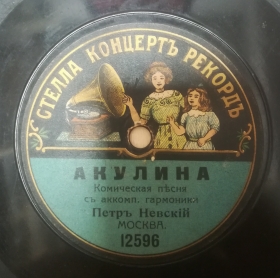 СТЕЛЛА КОНЦЕРТЪ РЕКОРДЪ
АКУЛИНА
Комическая пѣсня
съ аккомп. гармоники
Петръ Невскій
МОСКВА.
12596